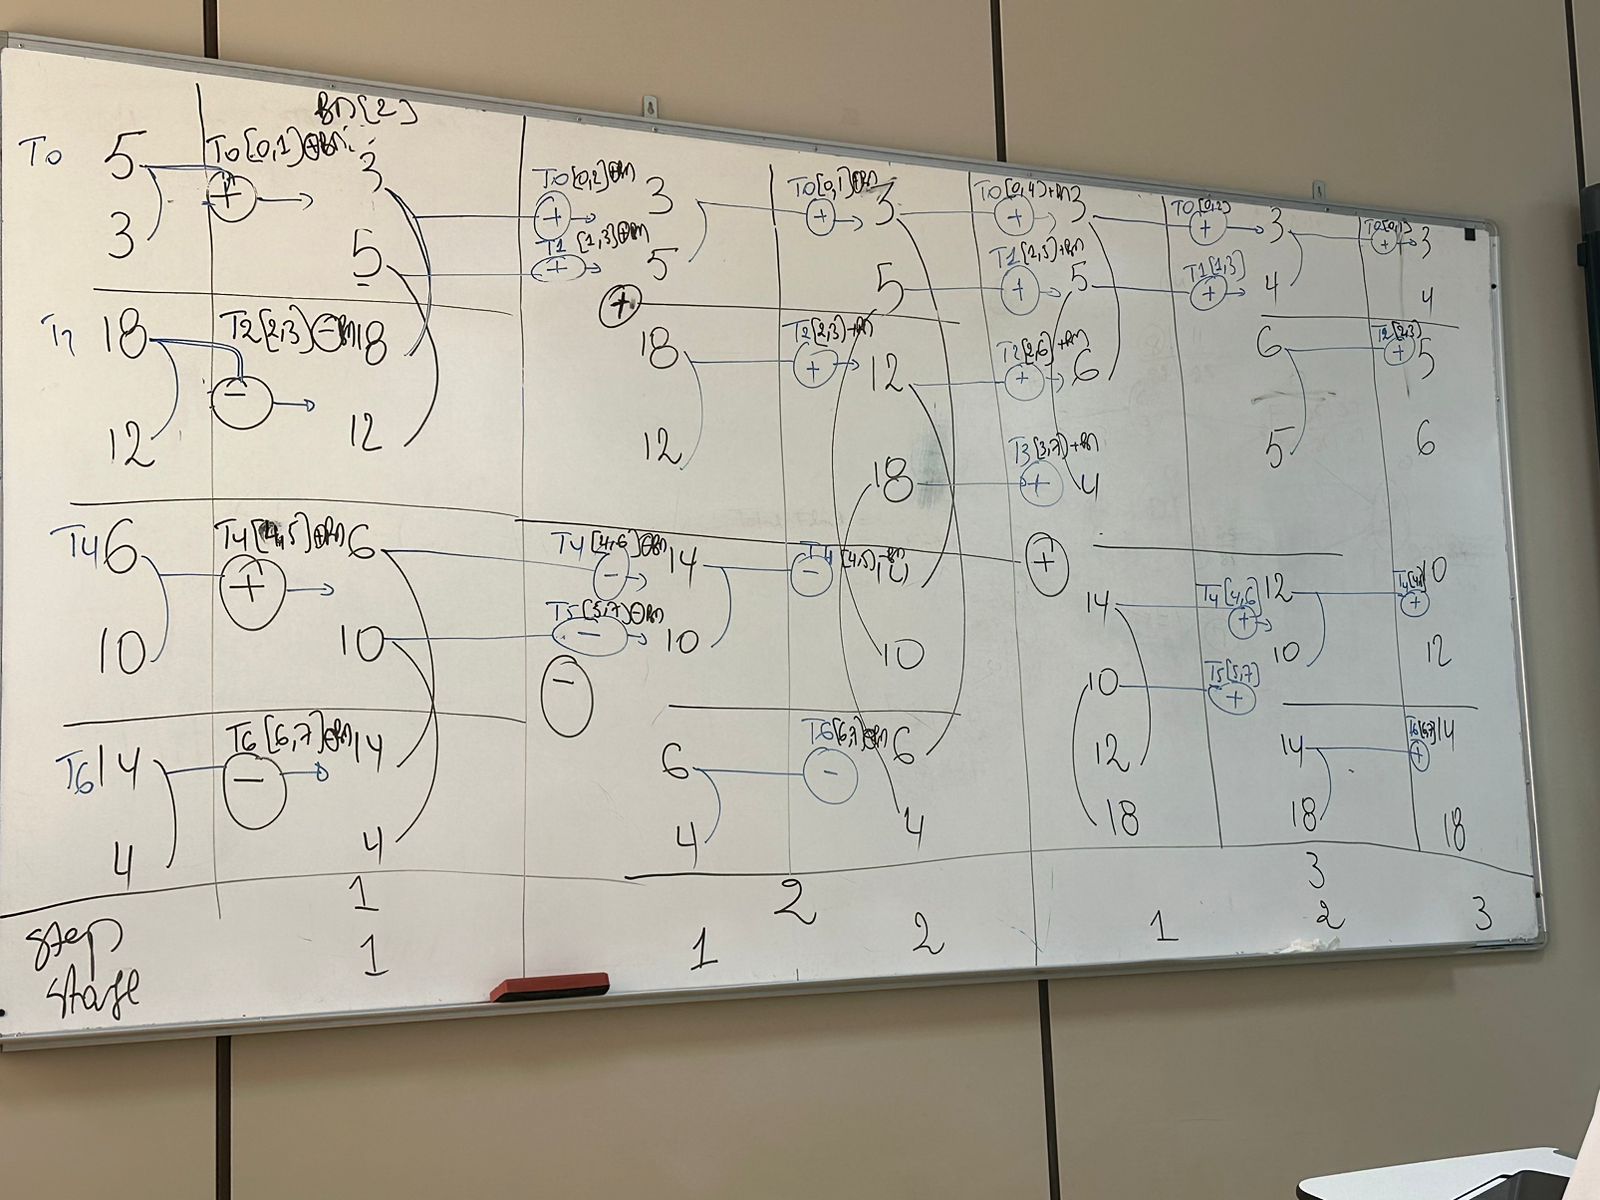 BM[2]
T0 5
3
18
12
T4 6
10
T6 14
4
T0[0,1]⊕BM
+ → 3
5
T2[2,3]⊖BM 18
- → 12
T4[4,5]⊕BM 6
+ → 10
T6[6,7]⊕BM 14
- → 4
T0[0,2]⊕BM 3
+ →
T1[1,3]⊕BM 5
+ →
+
18
12
T4[4,6]⊖BM 14
- →
T5[5,7]⊖BM 10
- →
-
6
4
T0[0,1]⊕BM 3
+ →
5
T2[2,3]+BM
+ → 12
18
T4[4,5]-BM
-
10
T6[6,7]⊖BM 6
-
4
T0[0,4]+BM 3
+ →
T1[1,5]+BM 5
+ →
T2[2,6]+BM 6
+ →
T3[3,7]+BM 4
+
+
14
10
12
18
T0[0,2] 3
+ →
T1[1,3] 4
+ →
6
5
T4[4,6] 12
+ →
T5[5,7] 10
+
14
18
T0[0,1] 3
+ →
4
T2[2,3] 5
+
6
10
+
12
T6[6,7] 14
+
18
step 1 2 3
stage 1 1 2 1 2 3